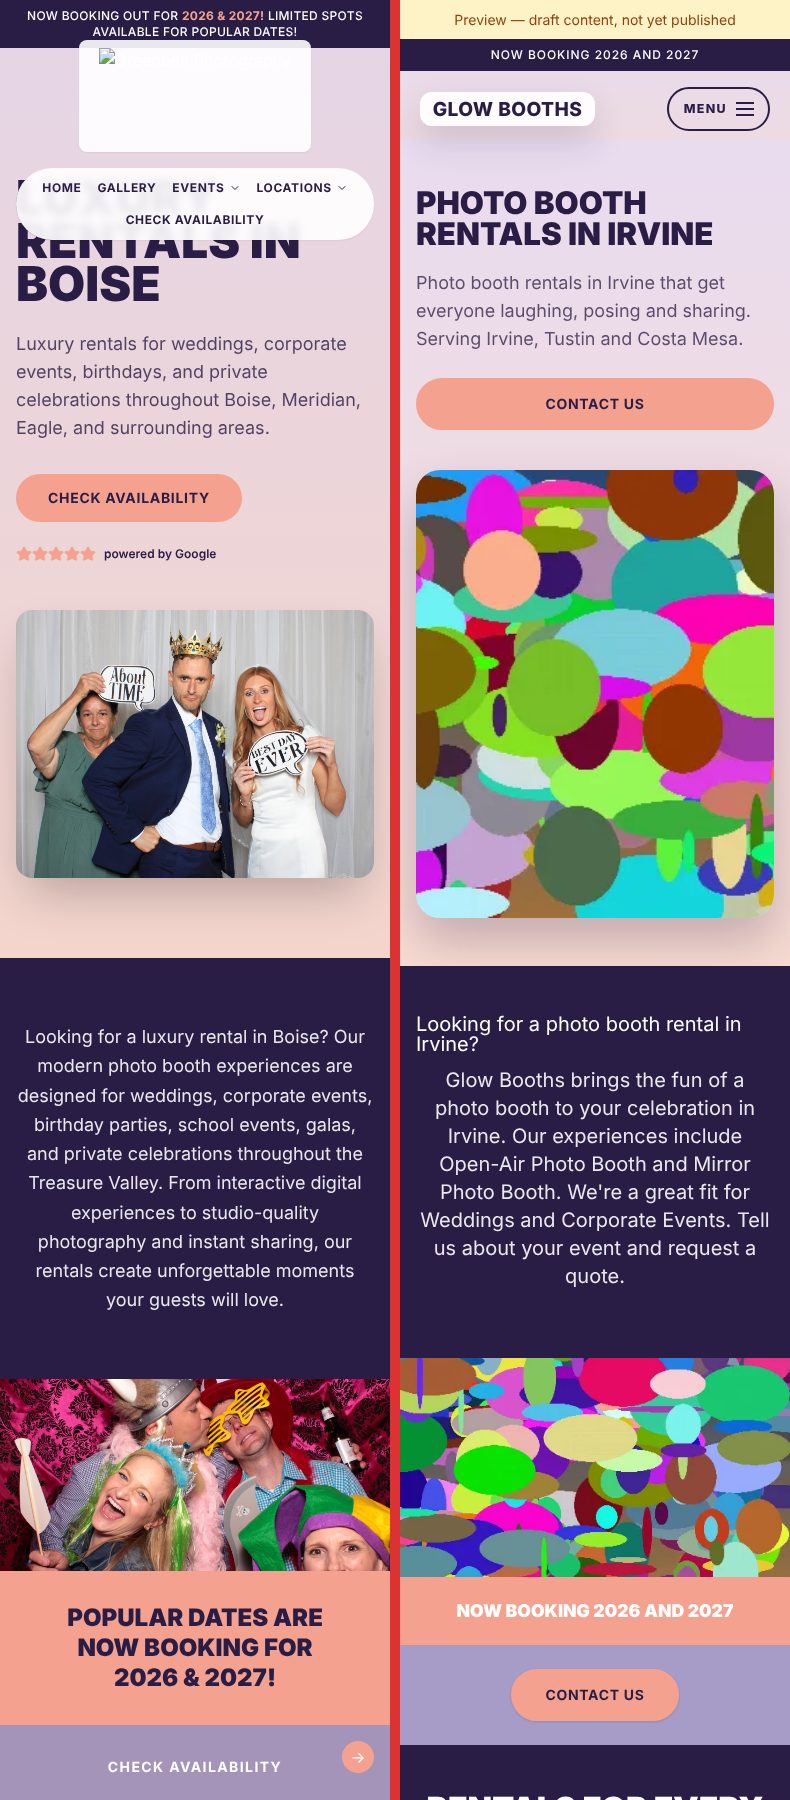 NOW BOOKING OUT FOR 2026 & 2027! LIMITED SPOTS
AVAILABLE FOR POPULAR DATES!
HOME GALLERY EVENTS LOCATIONS
CHECK AVAILABILITY
RENTALS IN
BOISE
Luxury rentals for weddings, corporate
events, birthdays, and private
celebrations throughout Boise, Meridian,
Eagle, and surrounding areas.
CHECK AVAILABILITY
powered by Google
About
TIME
BEST DAY
EVER
Looking for a luxury rental in Boise? Our
modern photo booth experiences are
designed for weddings, corporate events,
birthday parties, school events, galas,
and private celebrations throughout the
Treasure Valley. From interactive digital
experiences to studio-quality
photography and instant sharing, our
rentals create unforgettable moments
your guests will love.
POPULAR DATES ARE
NOW BOOKING FOR
2026 & 2027!
CHECK AVAILABILITY
Preview — draft content, not yet published
NOW BOOKING 2026 AND 2027
GLOW BOOTHS
MENU
PHOTO BOOTH
RENTALS IN IRVINE
Photo booth rentals in Irvine that get
everyone laughing, posing and sharing.
Serving Irvine, Tustin and Costa Mesa.
CONTACT US
Looking for a photo booth rental in
Irvine?
Glow Booths brings the fun of a
photo booth to your celebration in
Irvine. Our experiences include
Open-Air Photo Booth and Mirror
Photo Booth. We're a great fit for
Weddings and Corporate Events. Tell
us about your event and request a
quote.
NOW BOOKING 2026 AND 2027
CONTACT US
RENTALS FOR EVERY